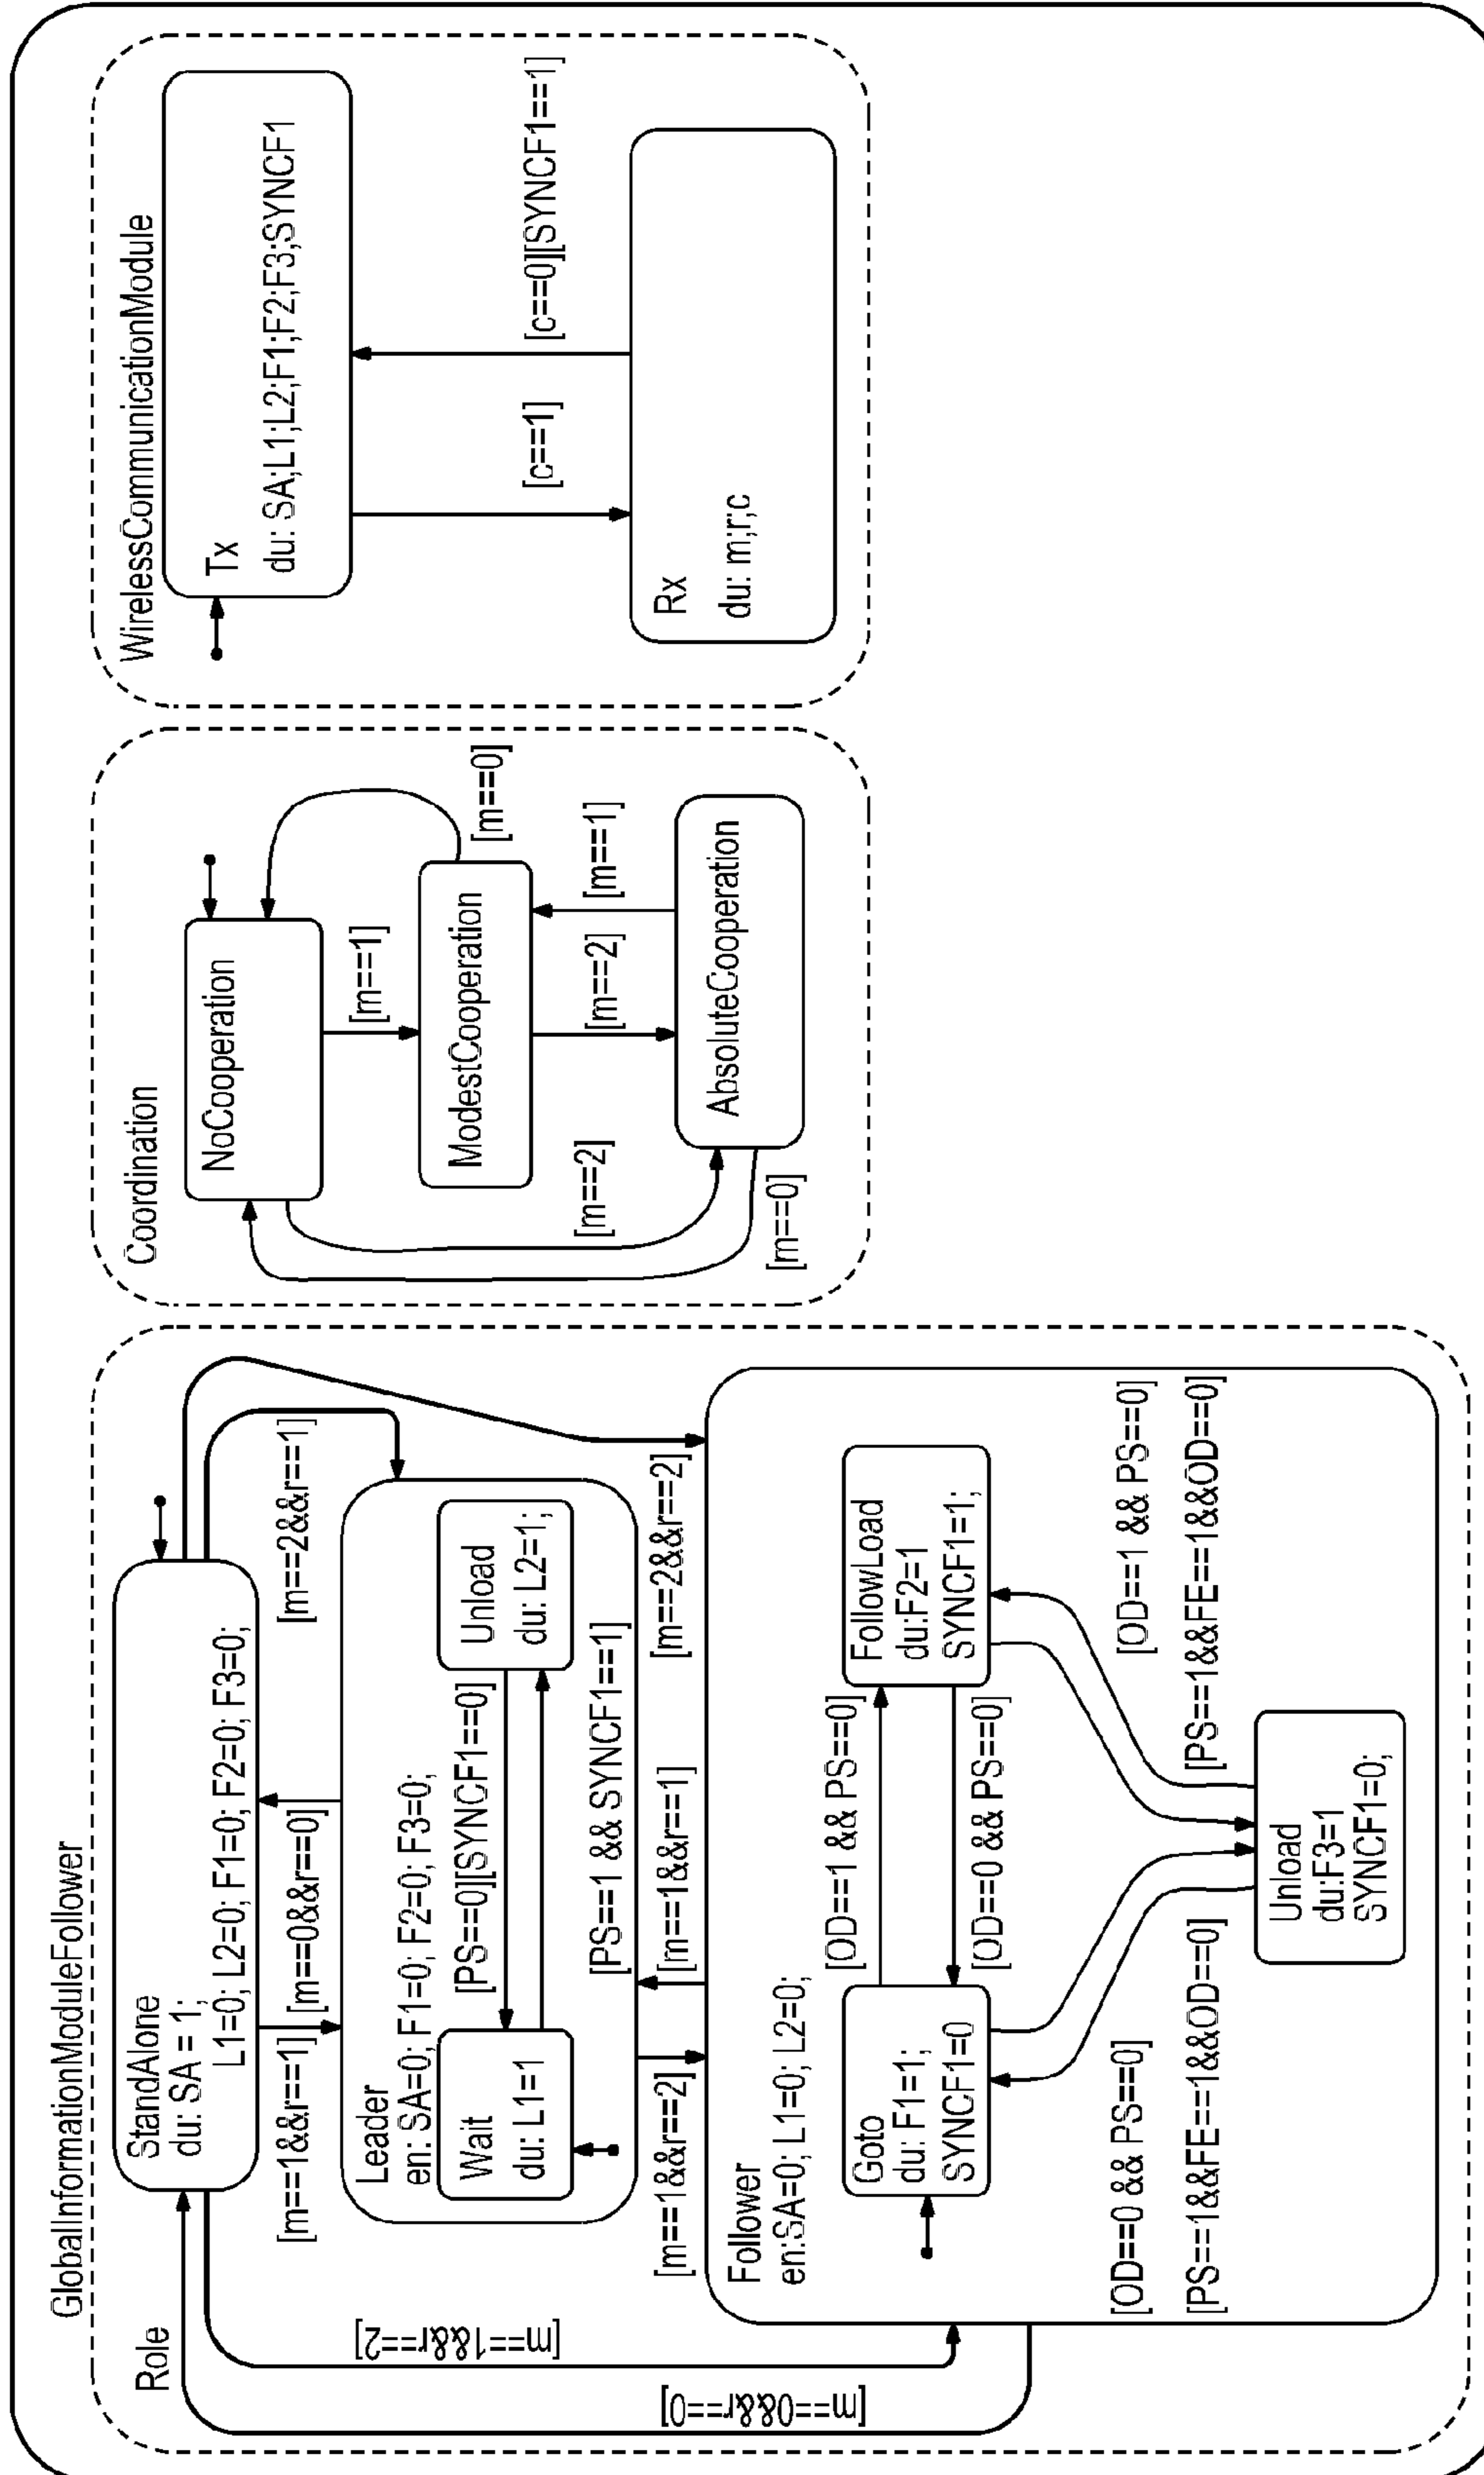 GlobalInformationModuleFollower
Role
StandAlone
du: SA = 1;
L1=0; L2=0; F1=0; F2=0; F3=0;
[m==1&&r==1]
[m==0&&r==0]
[m==2&&r==1]
Leader
en: SA=0; F1=0; F2=0; F3=0;
Wait
du: L1=1
[PS==0][SYNCF1==0]
Unload
du: L2=1;
[PS==1 && SYNCF1==1]
[m==1&&r==2]
[m==1&&r==1]
[m==2&&r==2]
[m==1&&r==2]
[m==0&&r==0]
Follower
en:SA=0; L1=0; L2=0;
Goto
du: F1=1;
SYNCF1=0
[OD==1 && PS==0]
[OD==0 && PS==0]
FollowLoad
du:F2=1
SYNCF1=1;
[OD==0 && PS==0]
[PS==1&&FE==1&&OD==0]
[OD==1 && PS==0]
[PS==1&&FE==1&&OD==0]
Unload
du:F3=1
SYNCF1=0;
Coordination
NoCooperation
[m==1]
[m==0]
ModestCooperation
[m==2]
[m==2]
[m==1]
AbsoluteCooperation
[m==0]
WirelessCommunicationModule
Tx
du: SA;L1;L2;F1;F2;F3;SYNCF1
[c==1]
[c==0][SYNCF1==1]
Rx
du: m;r;c